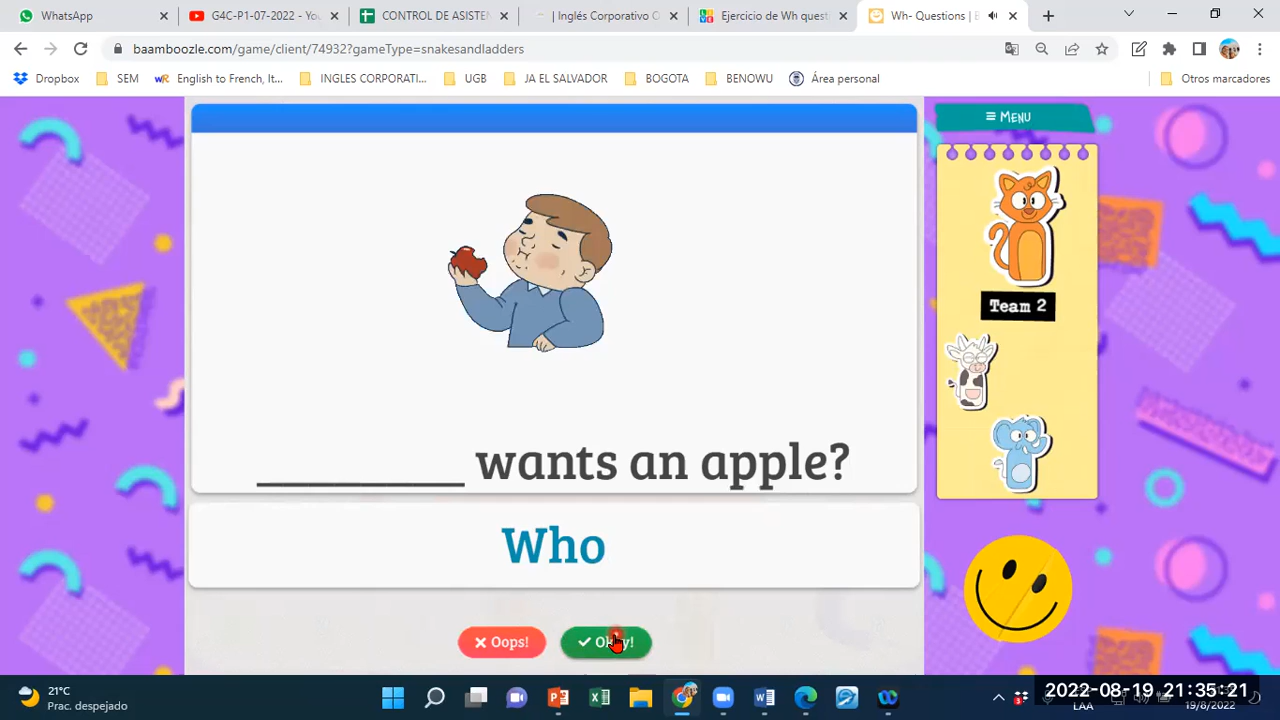 WhatsApp
G4C-P1-07-2022 - You
CONTROL DE ASISTEN
| Inglés Corporativo O
Ejercicio de Wh quest
Wh- Questions | B
baamboozle.com/game/client/74932?gameType=snakesandladders
Dropbox
SEM
English to French, It...
INGLES CORPORATI...
UGB
JA EL SALVADOR
BOGOTA
BENOWU
Área personal
Otros marcadores
MENU
Team 2
____________ wants an apple?
Who
Oops!
21°C
Prac. despejado
2022-08-19 21:35:21
LAA
19/8/2022